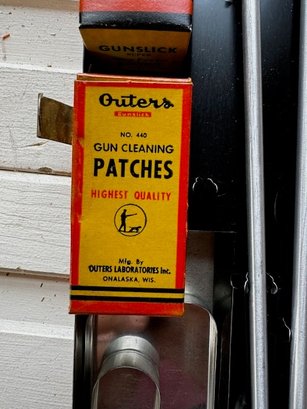 GUNSLICK
Outers
Gunslick
NO. 440
GUN CLEANING
PATCHES
HIGHEST QUALITY
Mfg. By
OUTERS LABORATORIES Inc.
ONALASKA, WIS.